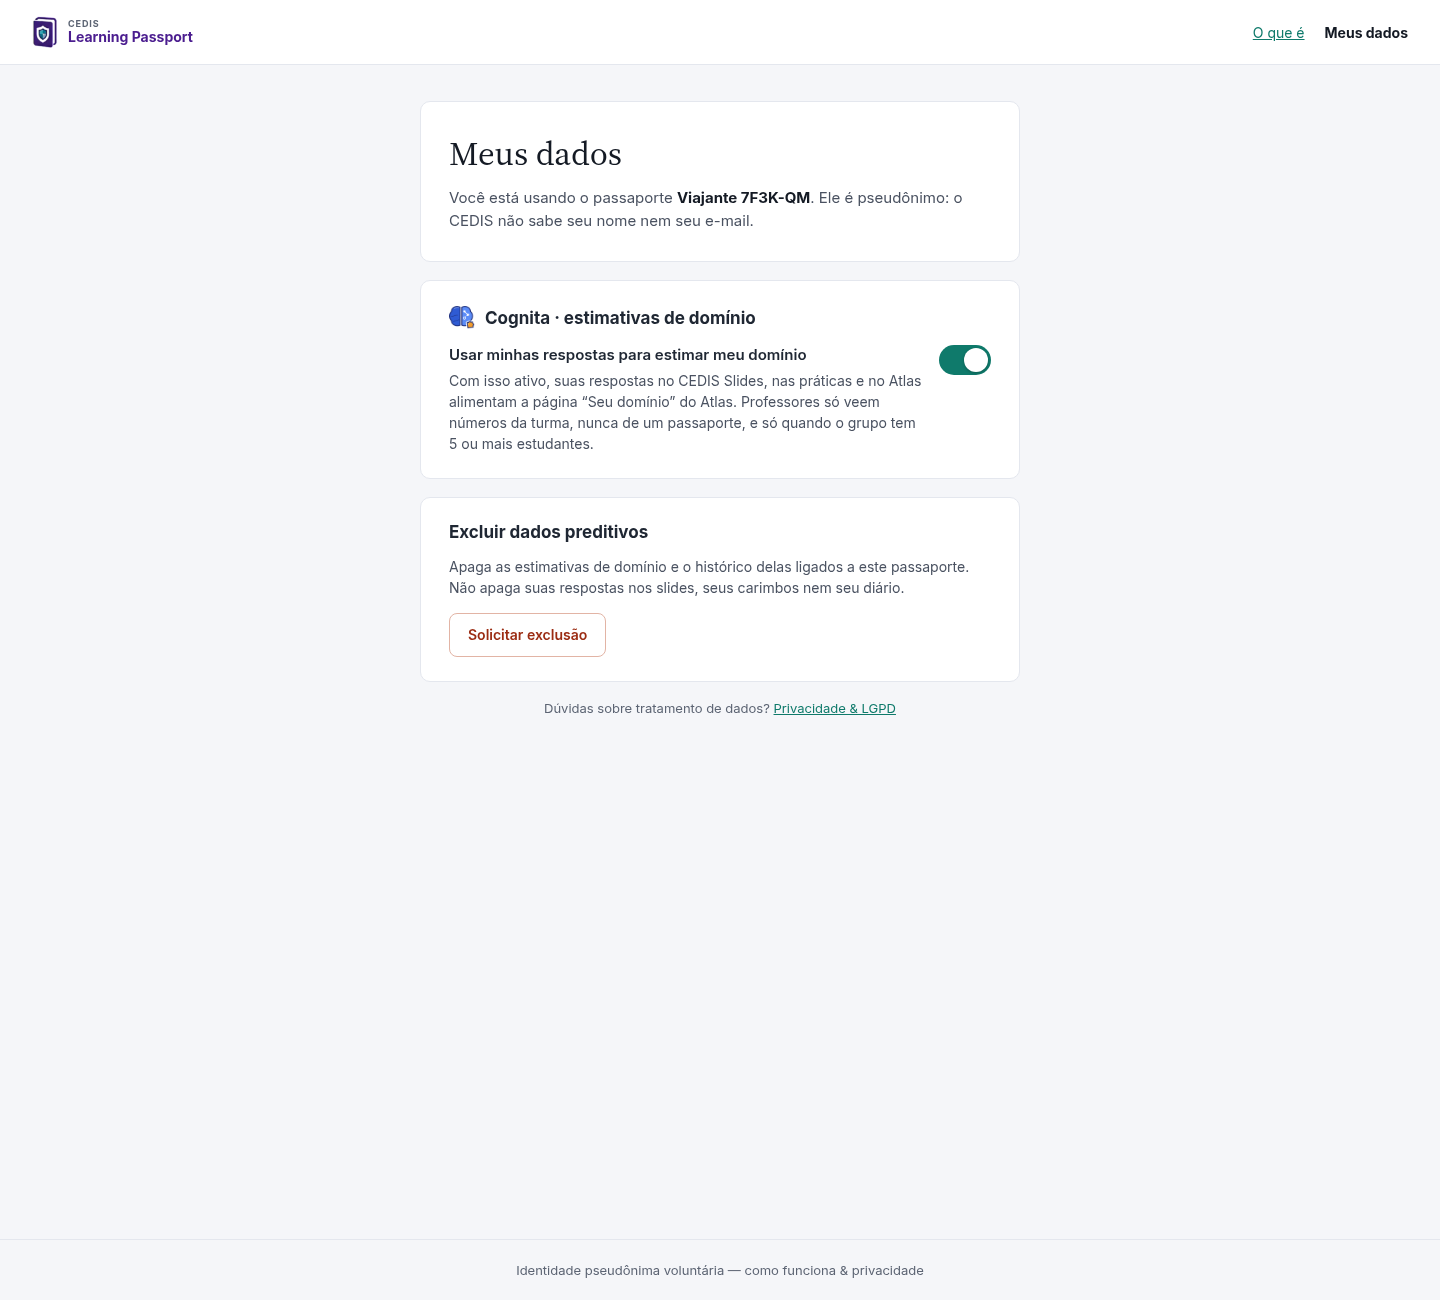 CEDIS
Learning Passport
O que é
Meus dados
Meus dados
Você está usando o passaporte Viajante 7F3K-QM. Ele é pseudônimo: o
CEDIS não sabe seu nome nem seu e-mail.
Cognita · estimativas de domínio
Usar minhas respostas para estimar meu domínio
Com isso ativo, suas respostas no CEDIS Slides, nas práticas e no Atlas
alimentam a página “Seu domínio” do Atlas. Professores só veem
números da turma, nunca de um passaporte, e só quando o grupo tem
5 ou mais estudantes.
Excluir dados preditivos
Apaga as estimativas de domínio e o histórico delas ligados a este passaporte.
Não apaga suas respostas nos slides, seus carimbos nem seu diário.
Solicitar exclusão
Dúvidas sobre tratamento de dados? Privacidade & LGPD
Identidade pseudônima voluntária — como funciona & privacidade